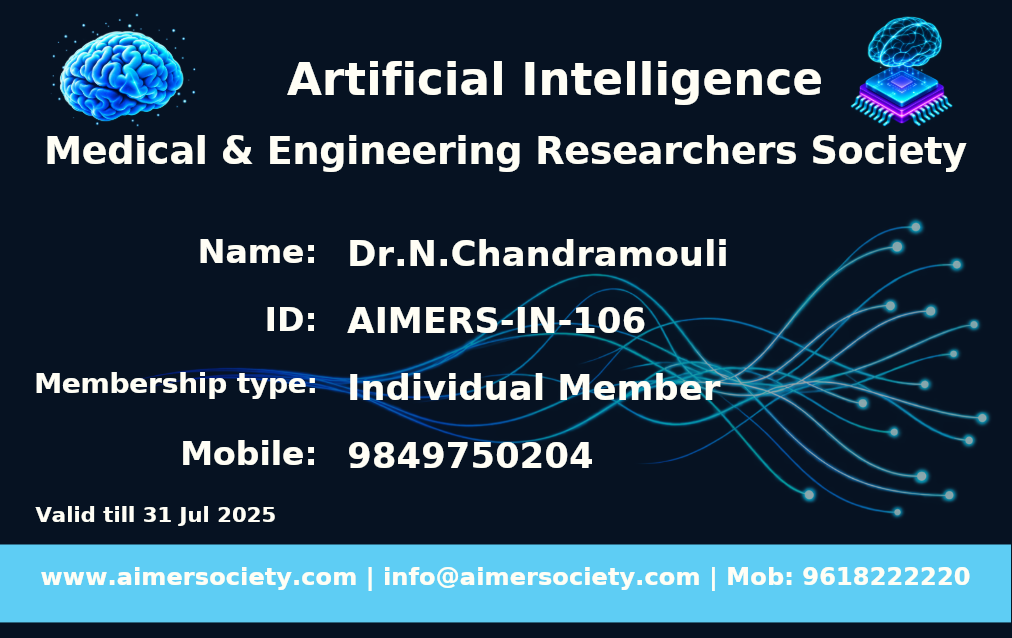 Artificial Intelligence
Medical & Engineering Researchers Society
Name: Dr.N.Chandramouli
ID: AIMERS-IN-106
Membership type: Individual Member
Mobile: 9849750204
Valid till 31 Jul 2025
www.aimersociety.com | info@aimersociety.com | Mob: 9618222220